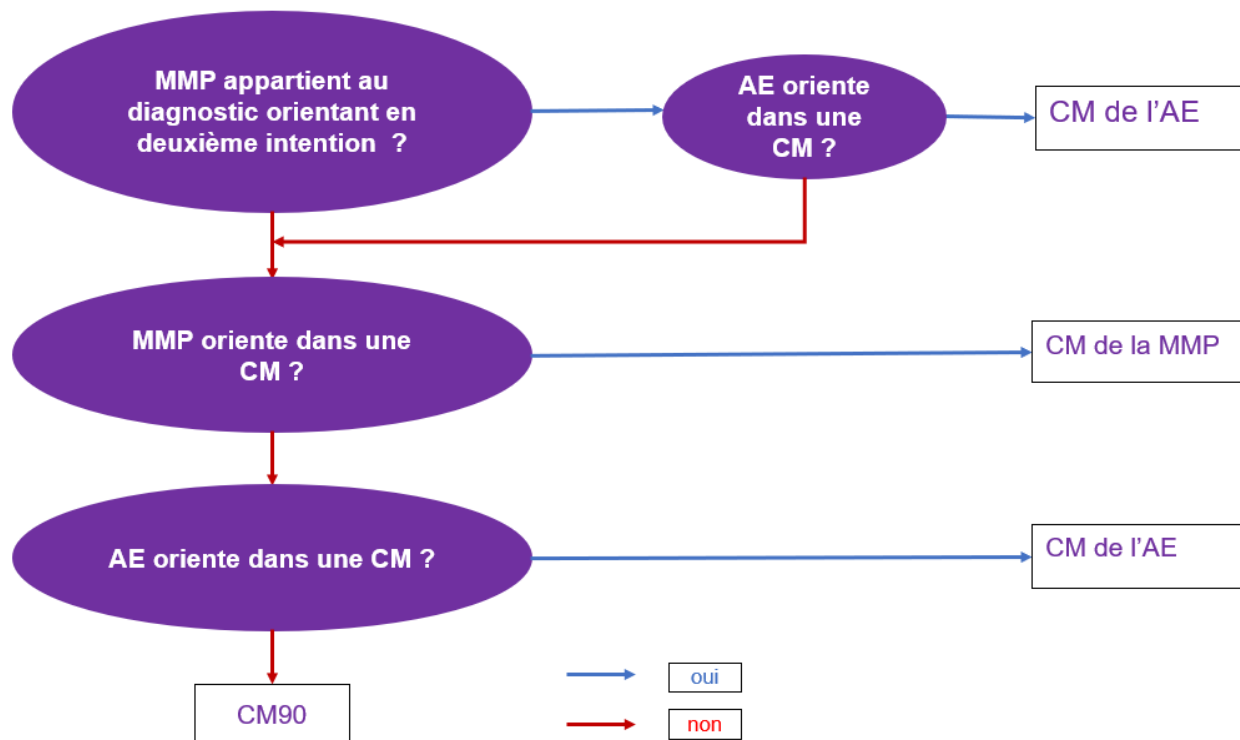 MMP appartient au
diagnostic orientant en
deuxième intention ?
AE oriente
dans une
CM ?
CM de l'AE
MMP oriente dans une
CM ?
CM de la MMP
AE oriente dans une CM ?
CM de l'AE
CM90
oui
non